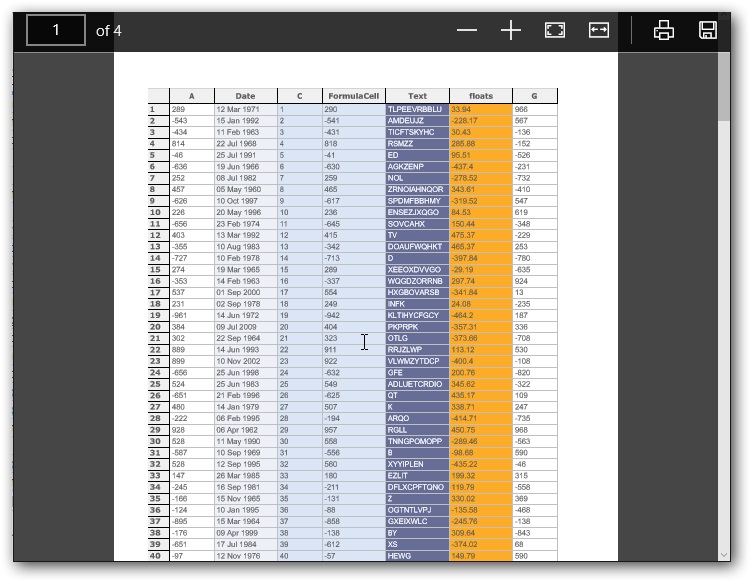 1 of 4
A Date C FormulaCell Text floats G
1 289 12 Mar 1971 1 290 TLPEEVRBBLU 33.94 966
2 -543 15 Jan 1992 2 -541 AMDEUJZ -228.17 567
3 -434 11 Feb 1963 3 -431 TICFTSKYHC 30.43 -136
4 814 22 Jul 1968 4 818 RSMZZ 285.88 -152
5 -46 25 Jul 1991 5 -41 ED 95.51 -526
6 -636 19 Jun 1966 6 -630 AGKZENP -437.4 -231
7 252 08 Jul 1982 7 259 NOL -278.52 -732
8 457 05 May 1960 8 465 ZRNOIAHNQOR 343.61 -410
9 -626 10 Oct 1997 9 -617 SPDMFBBHMY -319.52 547
10 226 20 May 1996 10 236 ENSEZJXQGO 84.53 619
11 -656 23 Feb 1974 11 -645 SOVCAHX 150.44 -348
12 403 13 Mar 1992 12 415 TV 475.37 -229
13 -355 10 Aug 1983 13 -342 DOAUFWQHKT 465.37 253
14 -727 10 Feb 1978 14 -713 D -397.84 -780
15 274 19 Mar 1965 15 289 XEEOXDVVGO -29.19 -635
16 -353 14 Feb 1963 16 -337 WQGDZORRNB 297.74 924
17 537 01 Sep 2000 17 554 HXGBOVARSB -341.84 13
18 231 02 Sep 1978 18 249 INFK 24.08 -235
19 -961 14 Jun 1972 19 -942 KLTIHYCFGCY -464.2 187
20 384 09 Jul 2009 20 404 PKPRPK -357.31 336
21 302 22 Sep 1964 21 323 OTLG -373.66 -708
22 889 14 Jun 1993 22 911 RRJZLWP 113.12 530
23 899 10 Nov 2002 23 922 VLWMZYTDCP -400.4 -108
24 -656 25 Jun 1998 24 -632 GFE 200.76 -820
25 524 25 Jun 1983 25 549 ADLUETCRDIO 345.62 -322
26 -651 21 Feb 1996 26 -625 QT 435.17 109
27 480 14 Jan 1979 27 507 K 338.71 247
28 -222 06 Feb 1995 28 -194 ARQO -414.71 -735
29 928 06 Apr 1962 29 957 RGLL 450.75 968
30 528 11 May 1990 30 558 TNNGPOMOPP -289.46 -563
31 -587 10 Sep 1969 31 -556 B -98.68 590
32 528 12 Sep 1995 32 560 XYYIPLEN -435.22 -46
33 147 26 Mar 1985 33 180 EZLIT 199.32 315
34 -245 16 Sep 1981 34 -211 DFLXCPFTQNO 119.79 -558
35 -166 15 Nov 1965 35 -131 Z 330.02 369
36 -124 10 Jan 1995 36 -88 OGTNTLVPJ -135.58 -468
37 -895 15 Mar 1964 37 -858 GXEIXWLC -245.76 -138
38 -176 09 Apr 1999 38 -138 BY 309.64 -843
39 -651 17 Jul 1984 39 -612 XS -374.02 68
40 -97 12 Nov 1976 40 -57 HEWG 149.79 590